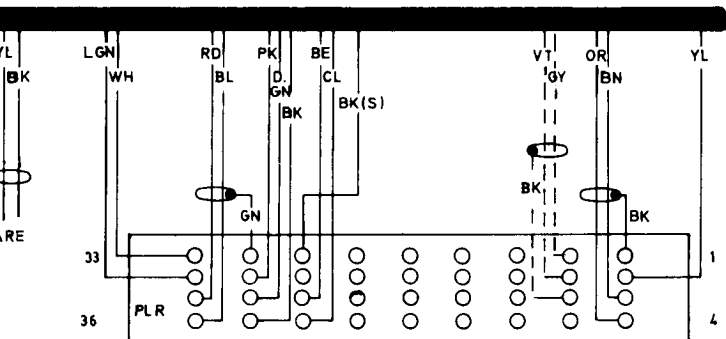 YL L.GN RD PK BE VT OR YL
BK WH BL D. CL GY BN
GN BK(S)
BK
BK
GN BK
ARE
33 1
PLR
36 4